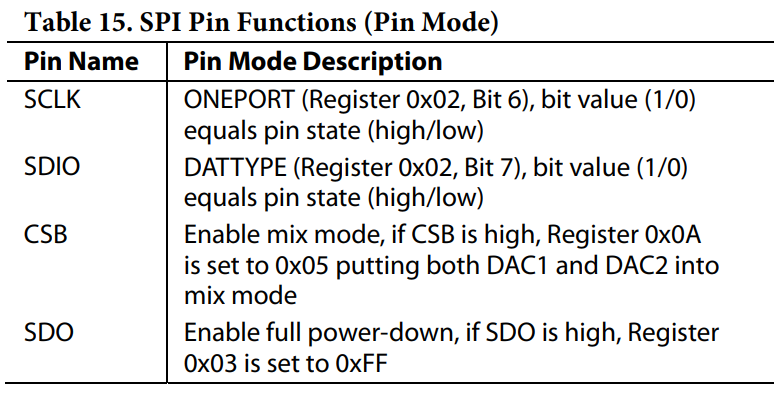 Table 15. SPI Pin Functions (Pin Mode)
Pin Name Pin Mode Description
SCLK ONEPORT (Register 0x02, Bit 6), bit value (1/0)
equals pin state (high/low)
SDIO DATTYPE (Register 0x02, Bit 7), bit value (1/0)
equals pin state (high/low)
CSB Enable mix mode, if CSB is high, Register 0x0A
is set to 0x05 putting both DAC1 and DAC2 into
mix mode
SDO Enable full power-down, if SDO is high, Register
0x03 is set to 0xFF